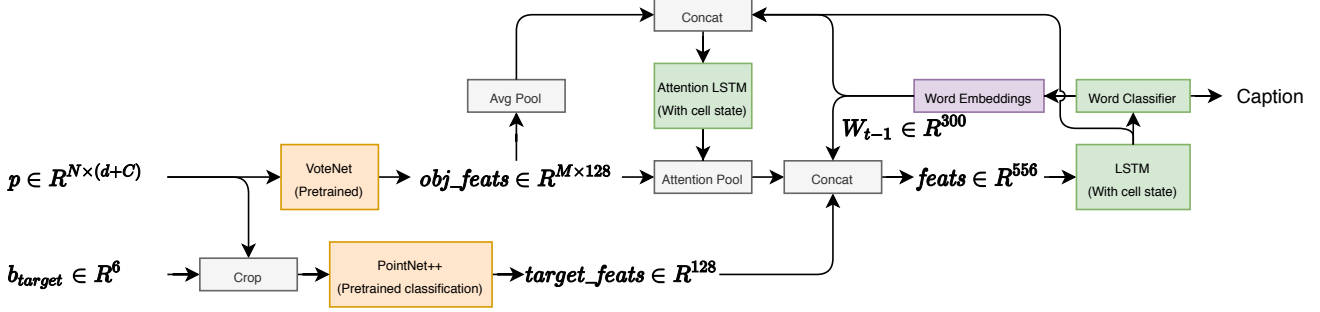 Concat
Avg Pool
Attention LSTM
(With cell state)
Word Embeddings
Word Classifier
Caption
W_{t-1} ∈ R^{300}
p ∈ R^{N×(d+C)}
VoteNet
(Pretrained)
obj_feats ∈ R^{M×128}
Attention Pool
Concat
feats ∈ R^{556}
LSTM
(With cell state)
b_{target} ∈ R^6
Crop
PointNet++
(Pretrained classification)
target_feats ∈ R^{128}